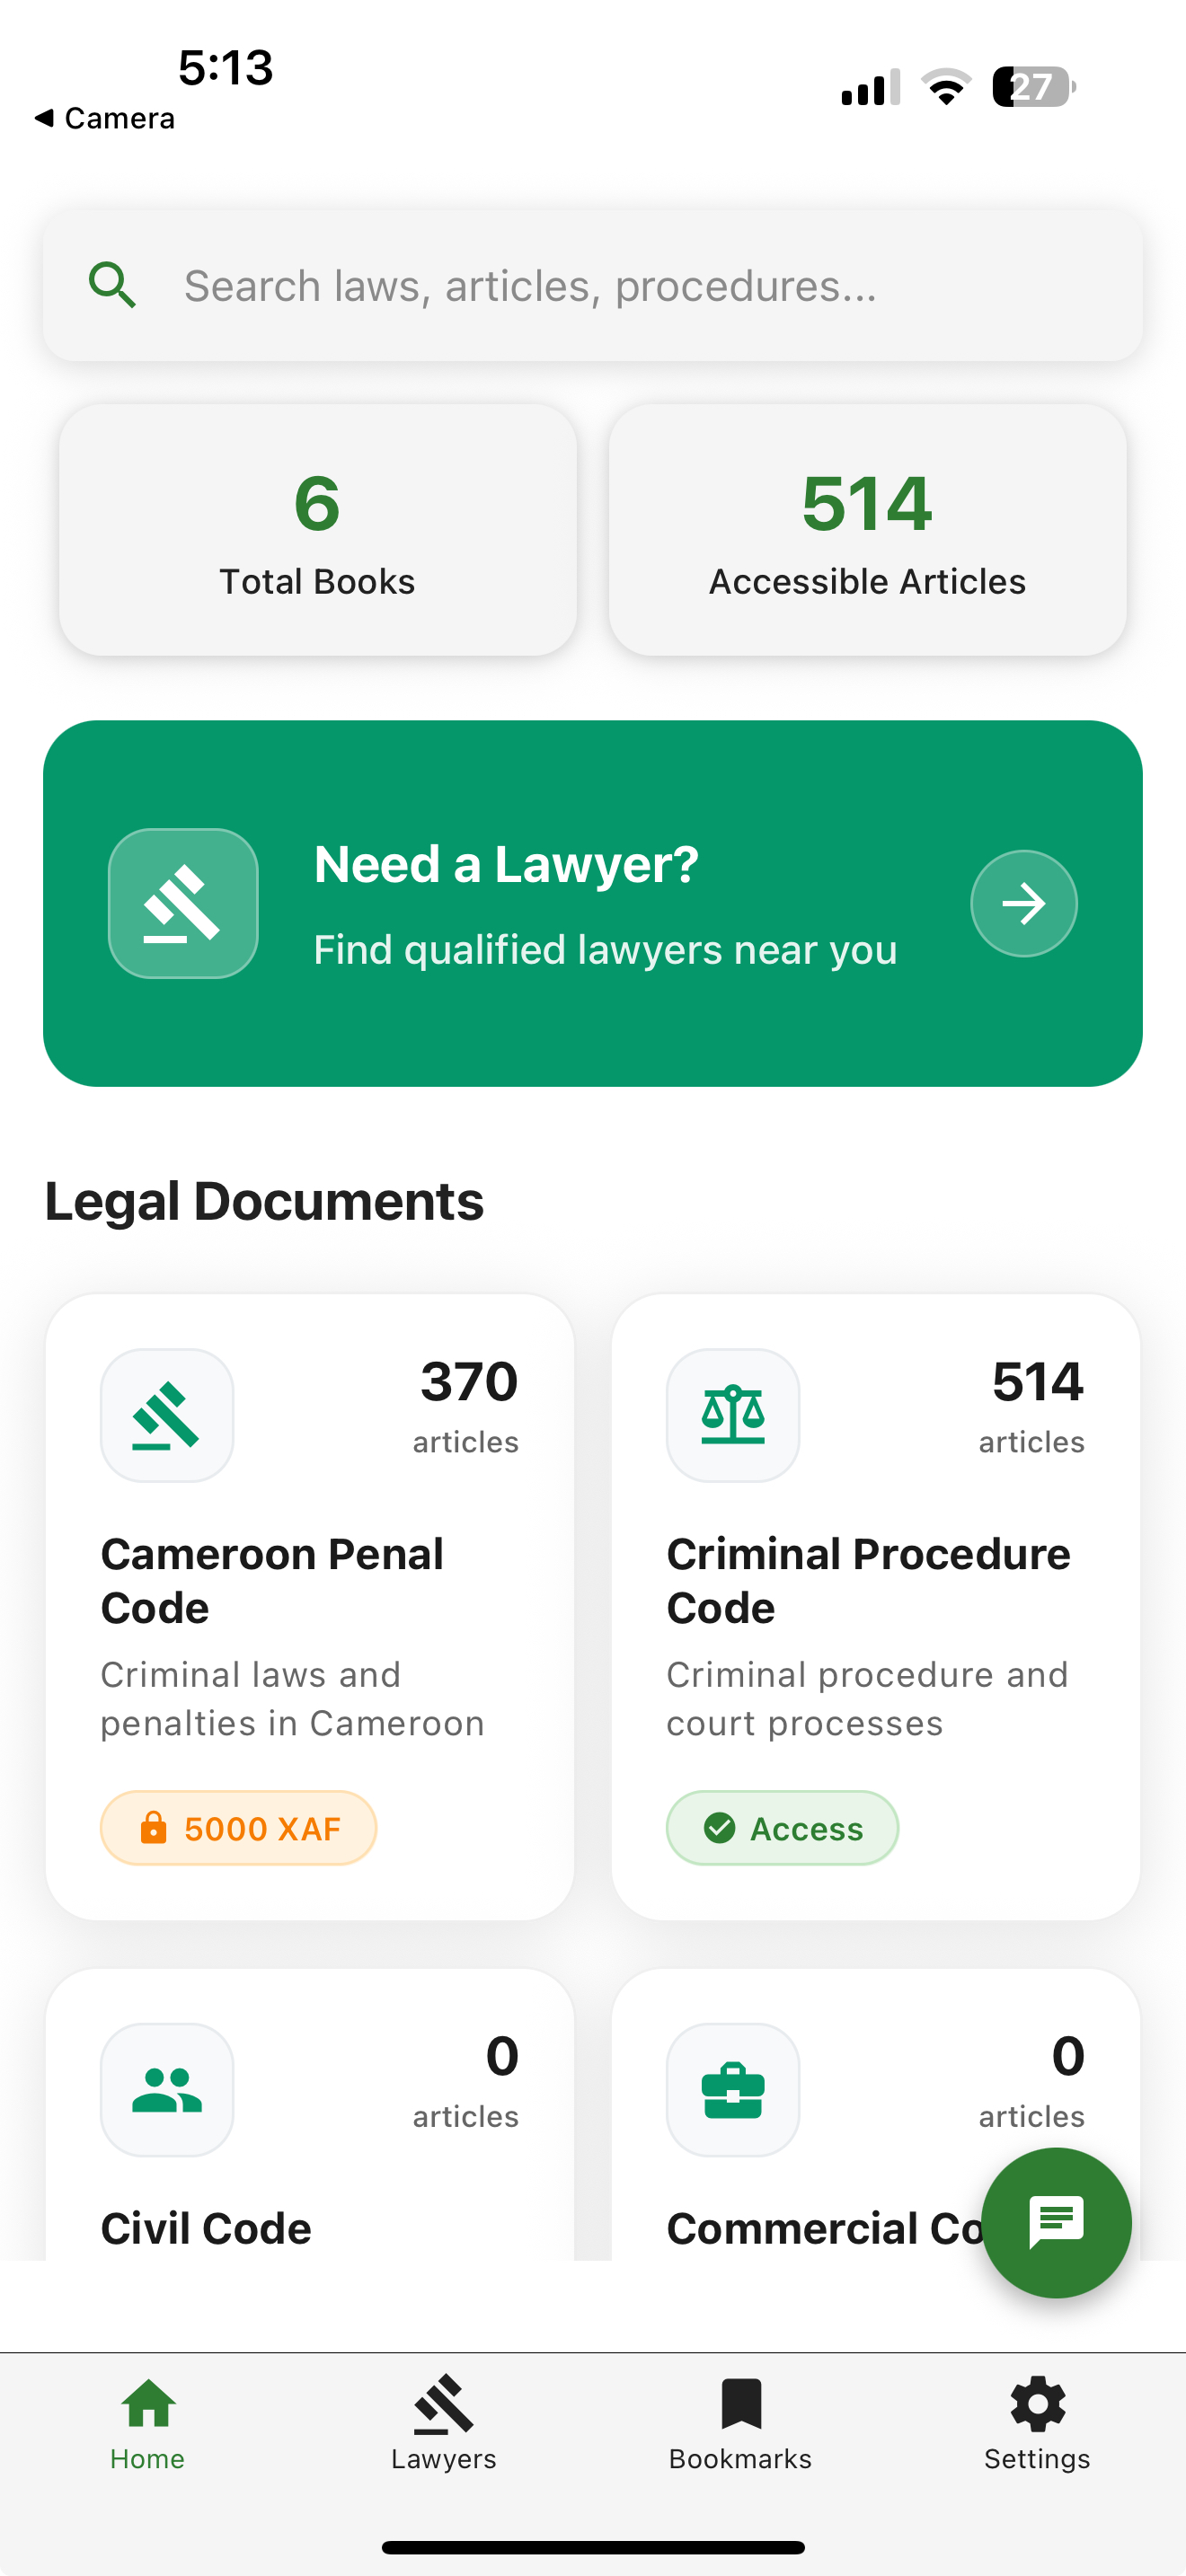 5:13
27
Camera
Search laws, articles, procedures...
6
Total Books
514
Accessible Articles
Need a Lawyer?
Find qualified lawyers near you
Legal Documents
370
articles
Cameroon Penal
Code
Criminal laws and
penalties in Cameroon
5000 XAF
514
articles
Criminal Procedure
Code
Criminal procedure and
court processes
Access
0
articles
Civil Code
0
articles
Commercial Co
Home
Lawyers
Bookmarks
Settings